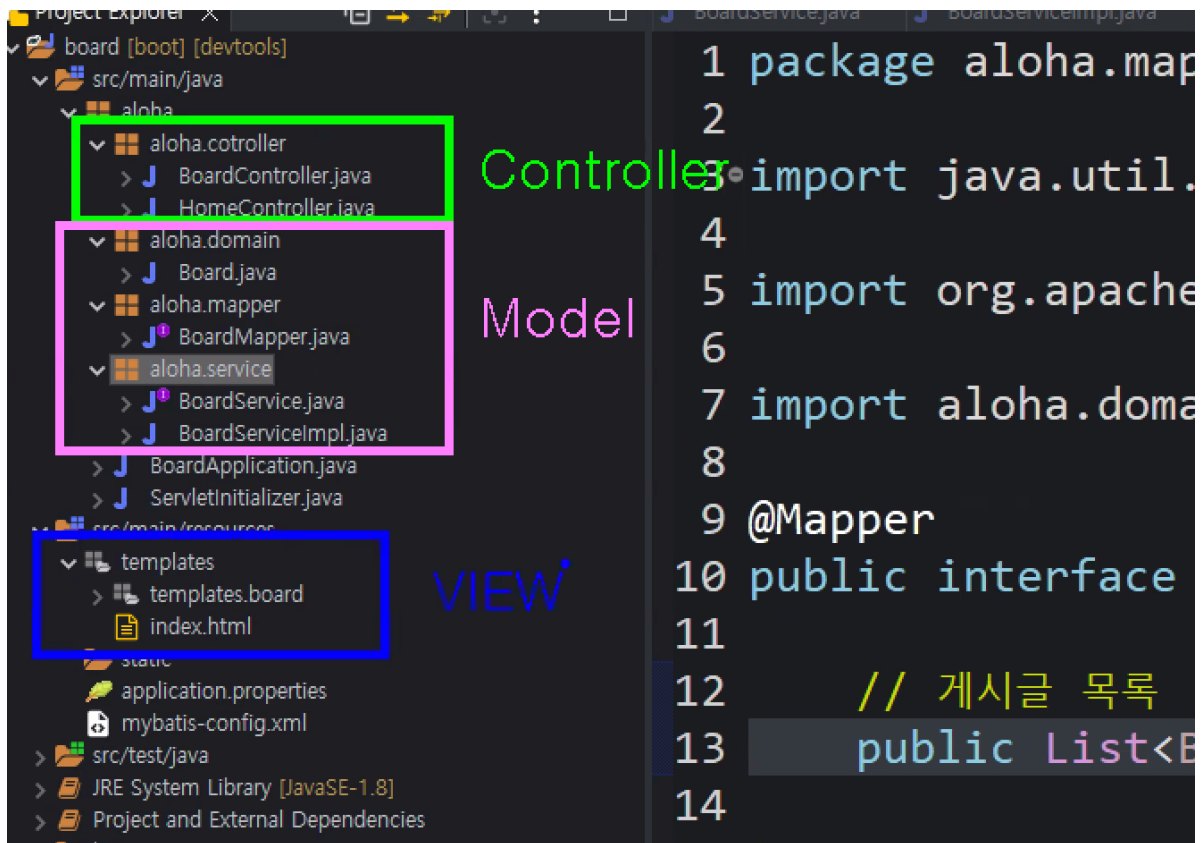 Project Explorer
board [boot] [devtools]
src/main/java
aloha
aloha.cotroller
BoardController.java
HomeController.java
aloha.domain
Board.java
aloha.mapper
BoardMapper.java
aloha.service
BoardService.java
BoardServiceImpl.java
BoardApplication.java
ServletInitializer.java
src/main/resources
templates
templates.board
index.html
static
application.properties
mybatis-config.xml
src/test/java
JRE System Library [JavaSE-1.8]
Project and External Dependencies
Controller
Model
VIEW
BoardService.java
BoardServiceImpl.java
1 package aloha.map
2
3 import java.util.
4
5 import org.apache
6
7 import aloha.doma
8
9 @Mapper
10 public interface
11
12 // 게시글 목록
13 public List<B
14